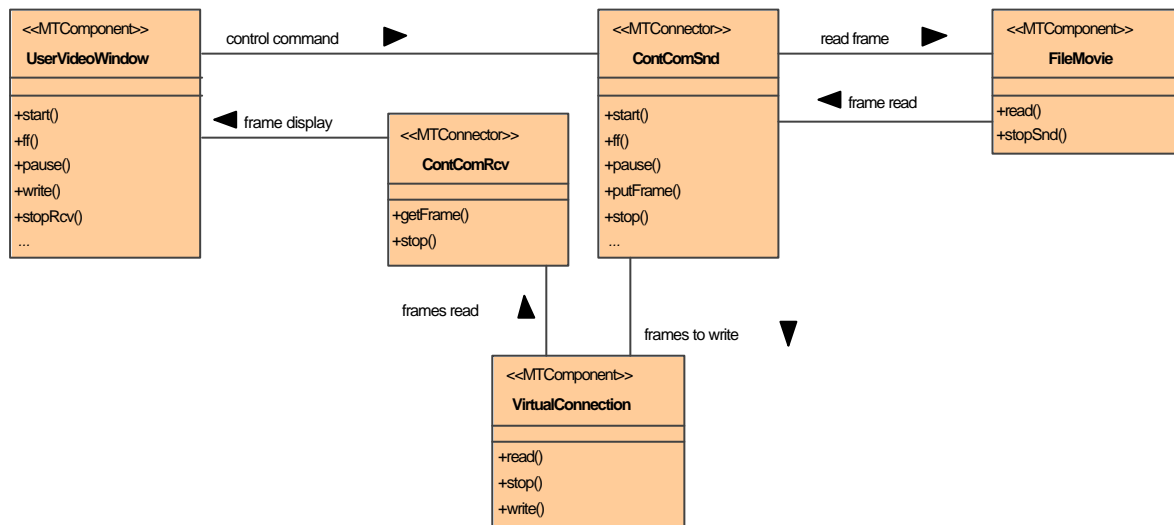 <<MTComponent>>
UserVideoWindow
+start()
+ff()
+pause()
+write()
+stopRcv()
...
control command
frame display
<<MTConnector>>
ContComRcv
+getFrame()
+stop()
<<MTConnector>>
ContComSnd
+start()
+ff()
+pause()
+putFrame()
+stop()
...
read frame
frame read
<<MTComponent>>
FileMovie
+read()
+stopSnd()
frames read
frames to write
<<MTComponent>>
VirtualConnection
+read()
+stop()
+write()